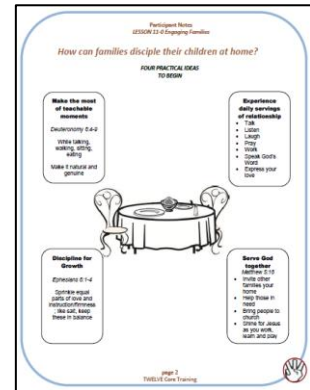 Participant Notes
LESSON 11-0 Engaging Families
How can families disciple their children at home?
FOUR PRACTICAL IDEAS
TO BEGIN
Make the most
of teachable
moments
Deuteronomy 6:4-9
While talking,
walking, sitting,
eating
Make it natural and
genuine
Experience
daily servings
of relationship
• Talk
• Listen
• Laugh
• Pray
• Work
• Speak God's
Word
• Express your
love
Discipline for
Growth
Ephesians 6:1-4
Sprinkle equal
parts of love and
instruction/firmness
; like salt, keep
these in balance
Serve God
together
Matthew 5:16
• Invite other
families your
home
• Help those in
need
• Bring people to
church
• Shine for Jesus
as you work,
learn and play
page 2
TWELVE Core Training